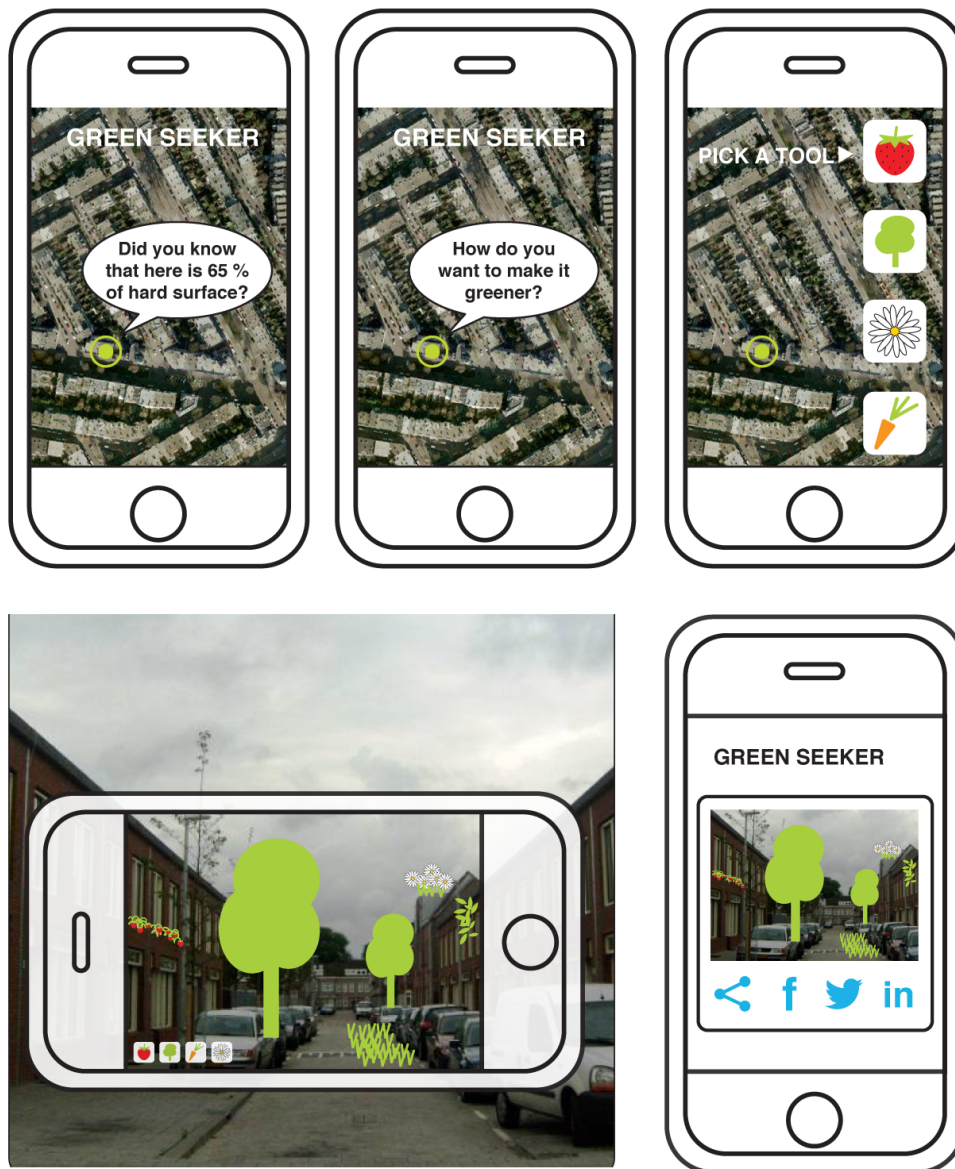 GREEN SEEKER
Did you know
that here is 65 %
of hard surface?
GREEN SEEKER
How do you
want to make it
greener?
PICK A TOOL
GREEN SEEKER
f
in